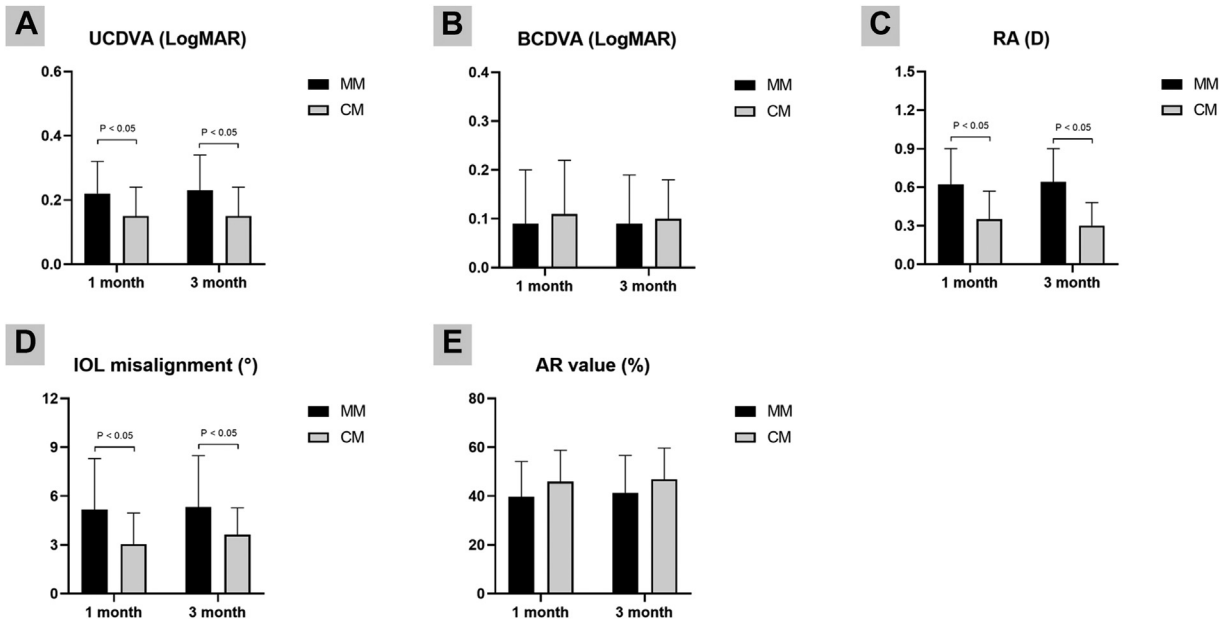 A
UCDVA (LogMAR)
0.6
0.4
0.2
0.0
P < 0.05
P < 0.05
1 month
3 month
MM
CM
B
BCDVA (LogMAR)
0.4
0.3
0.2
0.1
0.0
1 month
3 month
MM
CM
C
RA (D)
1.5
1.2
0.9
0.6
0.3
0.0
P < 0.05
P < 0.05
1 month
3 month
MM
CM
D
IOL misalignment (°)
12
9
6
3
0
P < 0.05
P < 0.05
1 month
3 month
MM
CM
E
AR value (%)
80
60
40
20
0
1 month
3 month
MM
CM